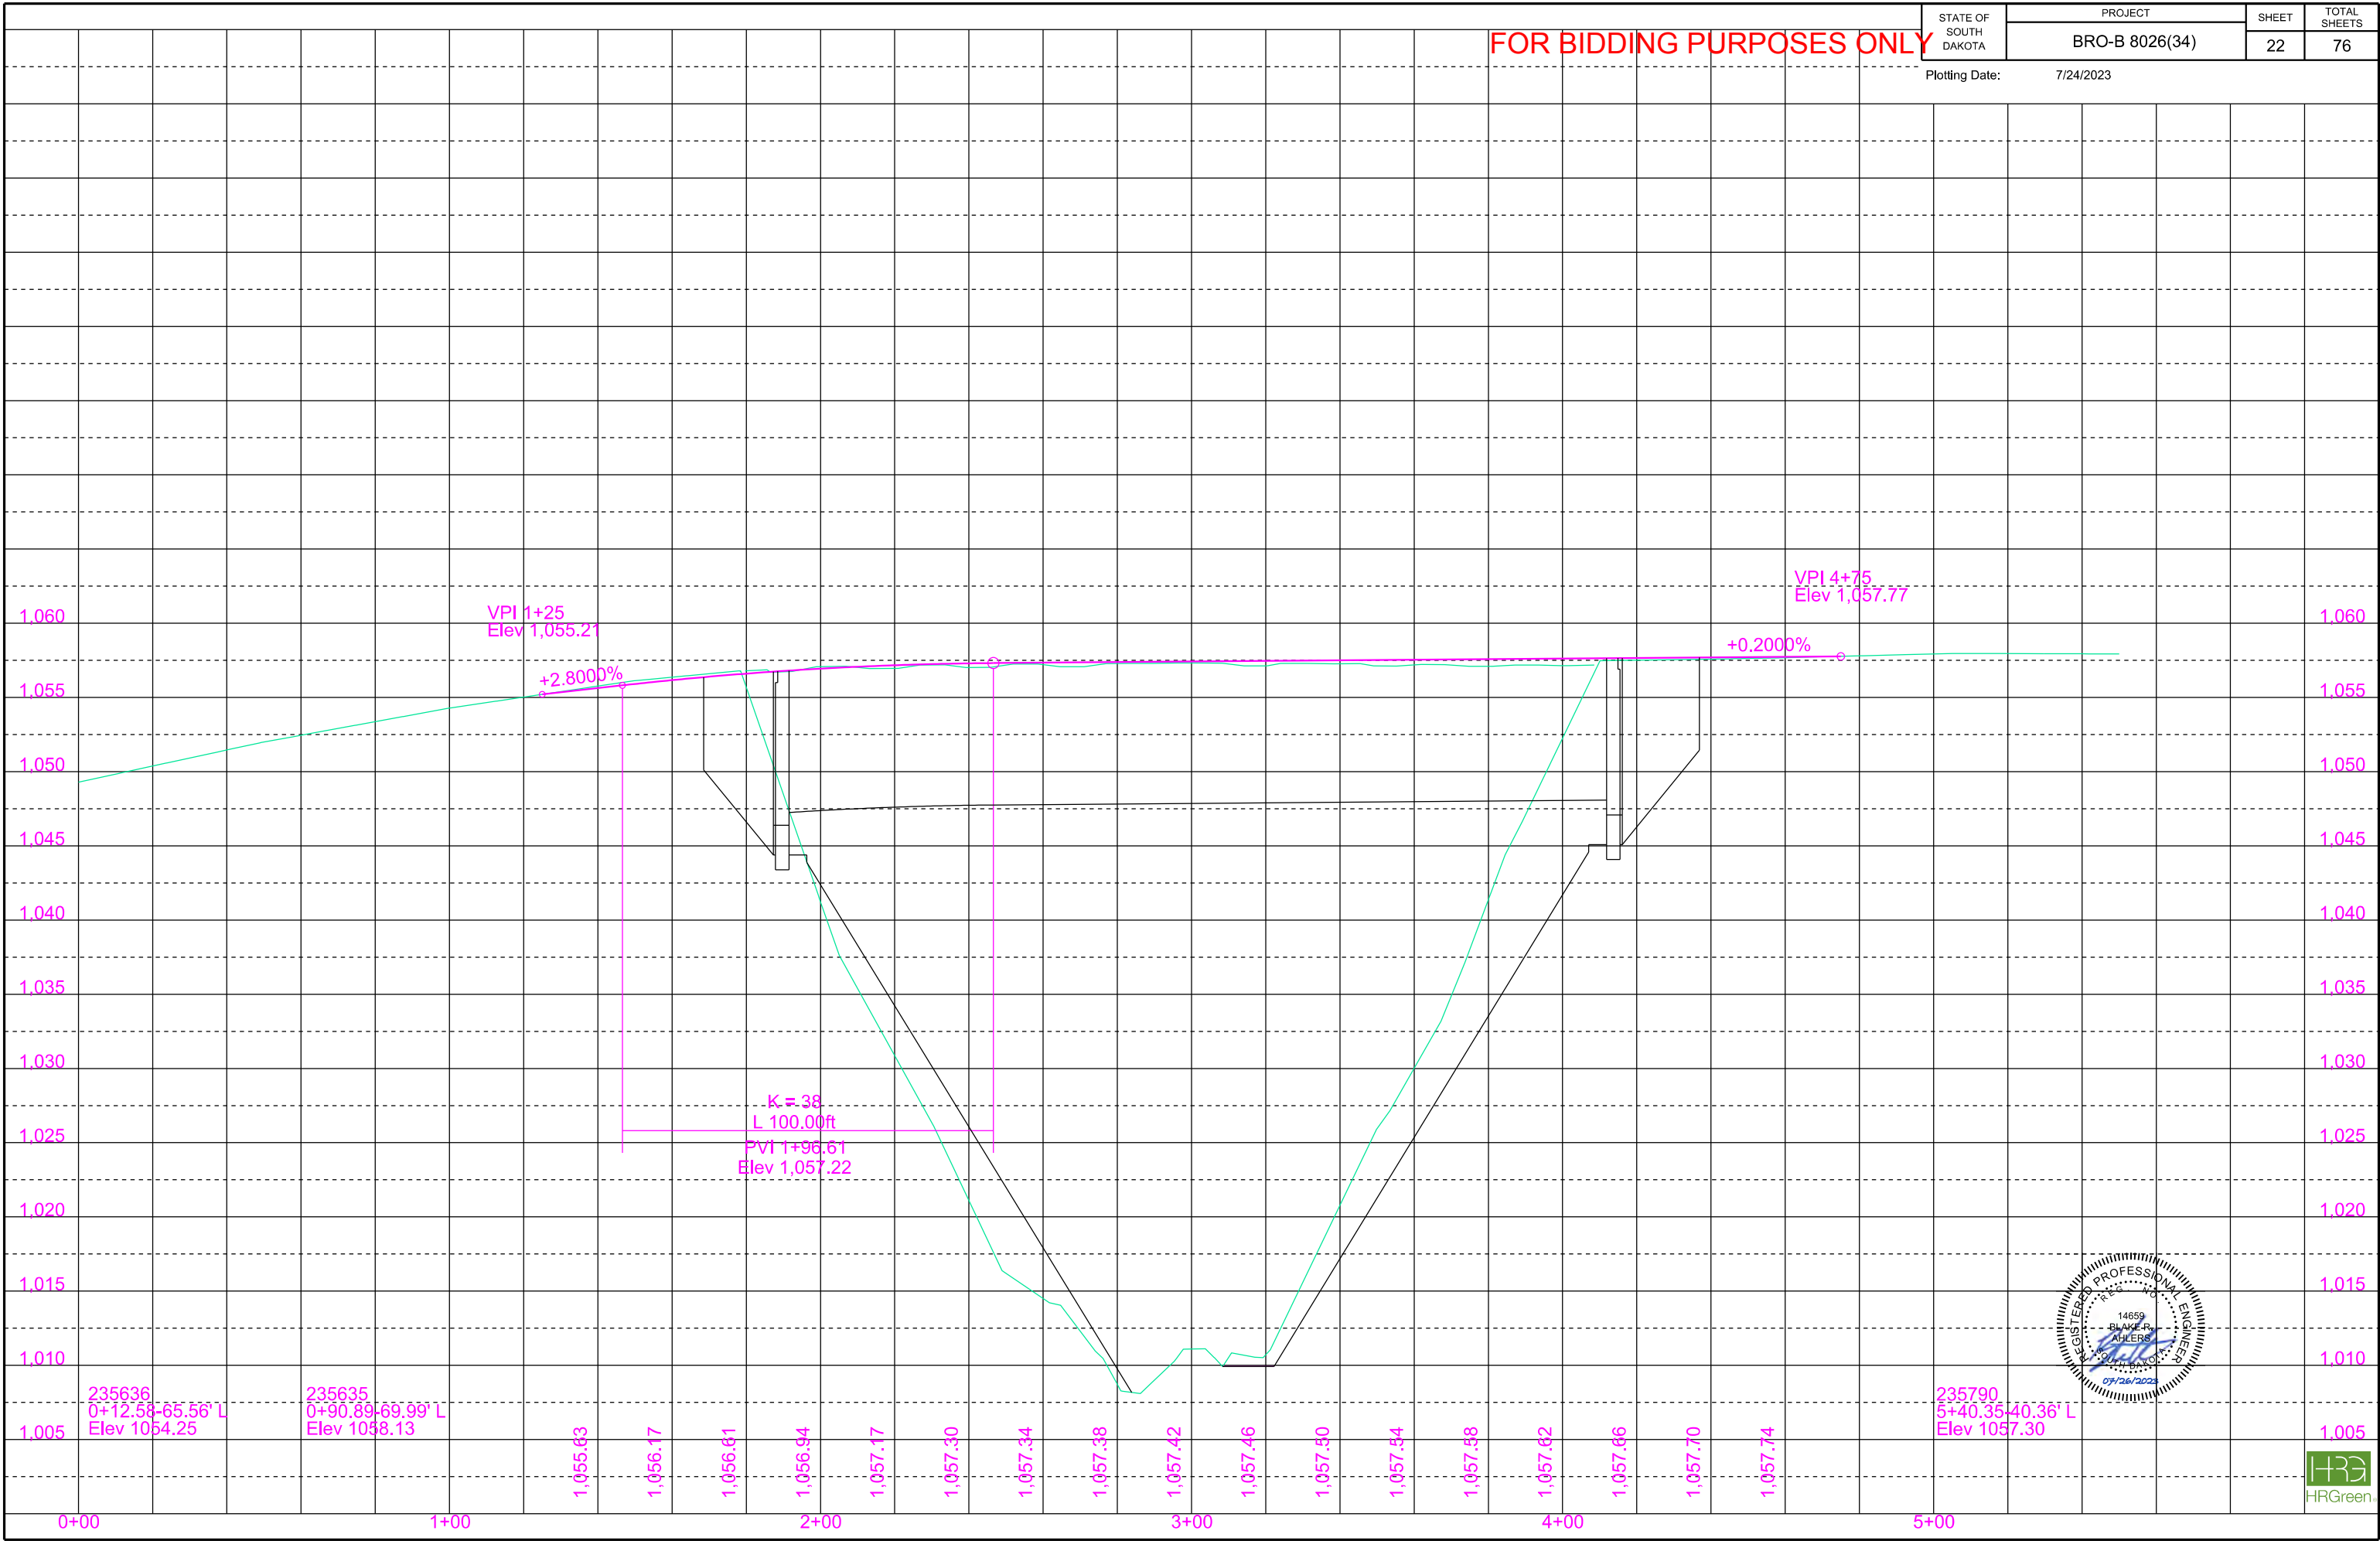 FOR BIDDING PURPOSES ONLY
STATE OF
SOUTH
DAKOTA
PROJECT
BRO-B 8026(34)
SHEET
22
TOTAL
SHEETS
76
Plotting Date: 7/24/2023
VPI 4+75
Elev 1,057.77
VPI 1+25
Elev 1,055.21
+0.2000%
+2.8000%
1,060 1,060
1,055 1,055
1,050 1,050
1,045 1,045
1,040 1,040
1,035 1,035
1,030 1,030
1,025 1,025
1,020 1,020
1,015 1,015
1,010 1,010
1,005 1,005
K = 38
L 100.00ft
PVI 1+96.61
Elev 1,057.22
REGISTERED PROFESSIONAL ENGINEER
REG. NO.
14659
BLAKE R.
AHLERS
SOUTH DAKOTA
07/26/2023
235636
0+12.58-65.56' L
Elev 1054.25
235635
0+90.89-69.99' L
Elev 1058.13
235790
5+40.35-40.36' L
Elev 1057.30
1,055.63
1,056.17
1,056.61
1,056.94
1,057.17
1,057.30
1,057.34
1,057.38
1,057.42
1,057.46
1,057.50
1,057.54
1,057.58
1,057.62
1,057.66
1,057.70
1,057.74
HRG
HRGreen
0+00 1+00 2+00 3+00 4+00 5+00